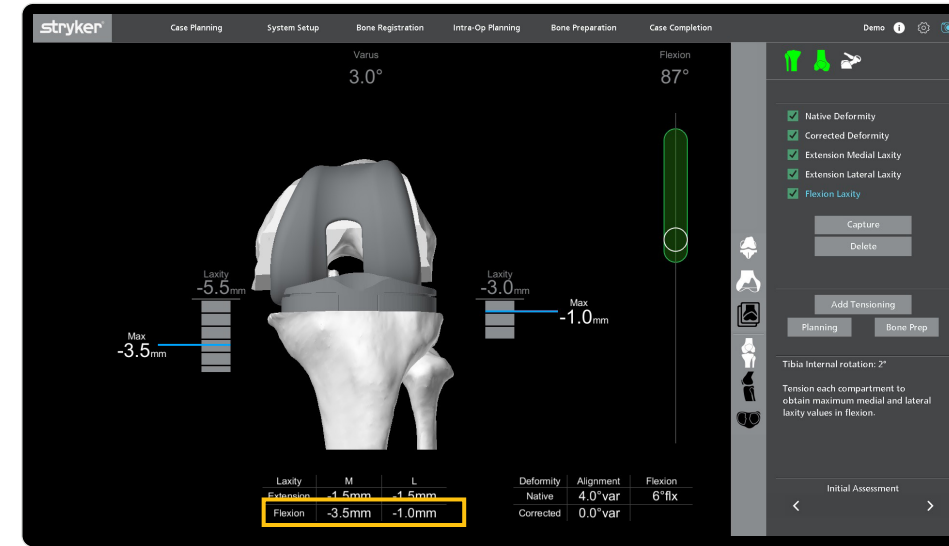 stryker
Case Planning System Setup Bone Registration Intra-Op Planning Bone Preparation Case Completion Demo
Varus
3.0°
Flexion
87°
Native Deformity
Corrected Deformity
Extension Medial Laxity
Extension Lateral Laxity
Flexion Laxity
Capture
Delete
Laxity
-5.5mm
Max
-3.5mm
Laxity
-3.0mm
Max
-1.0mm
Add Tensioning
Planning Bone Prep
Tibia Internal rotation: 2°
Tension each compartment to
obtain maximum medial and lateral
laxity values in flexion.
Laxity M L
Extension -1.5mm -1.5mm
Flexion -3.5mm -1.0mm
Deformity Alignment Flexion
Native 4.0°var 6°flx
Corrected 0.0°var
Initial Assessment